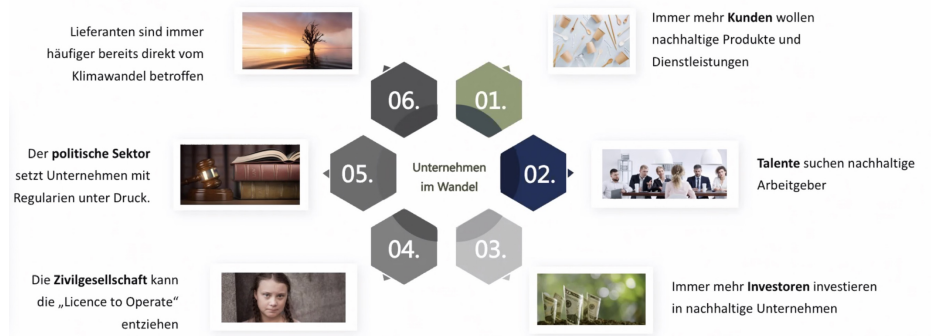 Lieferanten sind immer
häufiger bereits direkt vom
Klimawandel betroffen
Immer mehr Kunden wollen
nachhaltige Produkte und
Dienstleistungen
06.
01.
Der politische Sektor
setzt Unternehmen mit
Regularien unter Druck.
05.
Unternehmen
im Wandel
02.
Talente suchen nachhaltige
Arbeitgeber
04.
03.
Die Zivilgesellschaft kann
die „Licence to Operate“
entziehen
Immer mehr Investoren investieren
in nachhaltige Unternehmen